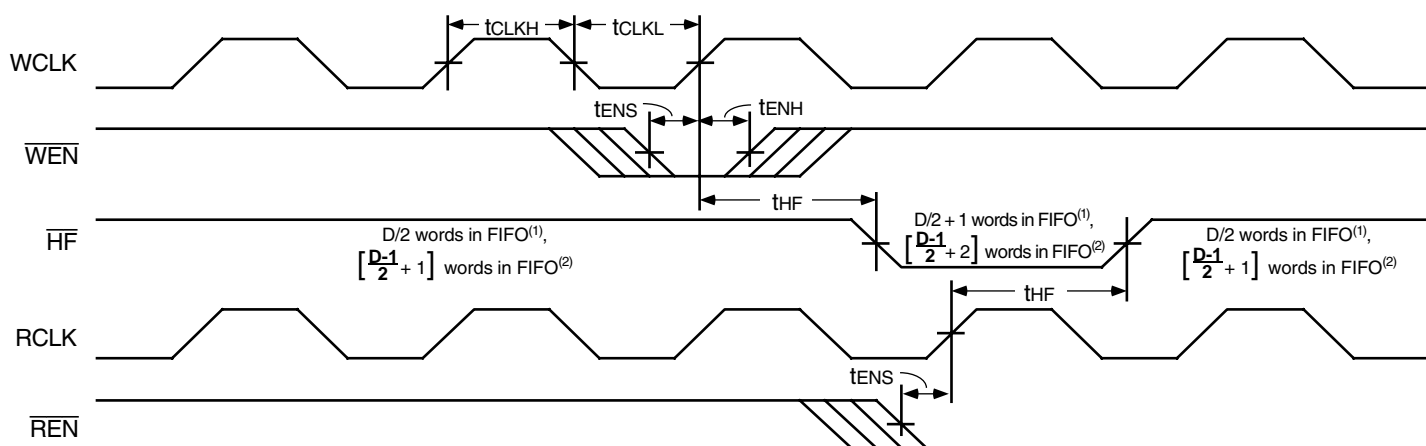 tCLKH
tCLKL
WCLK
tENS
tENH
WEN
tHF
HF
D/2 words in FIFO(1),
[D-1/2 + 1] words in FIFO(2)
D/2 + 1 words in FIFO(1),
[D-1/2 + 2] words in FIFO(2)
D/2 words in FIFO(1),
[D-1/2 + 1] words in FIFO(2)
tHF
RCLK
tENS
REN